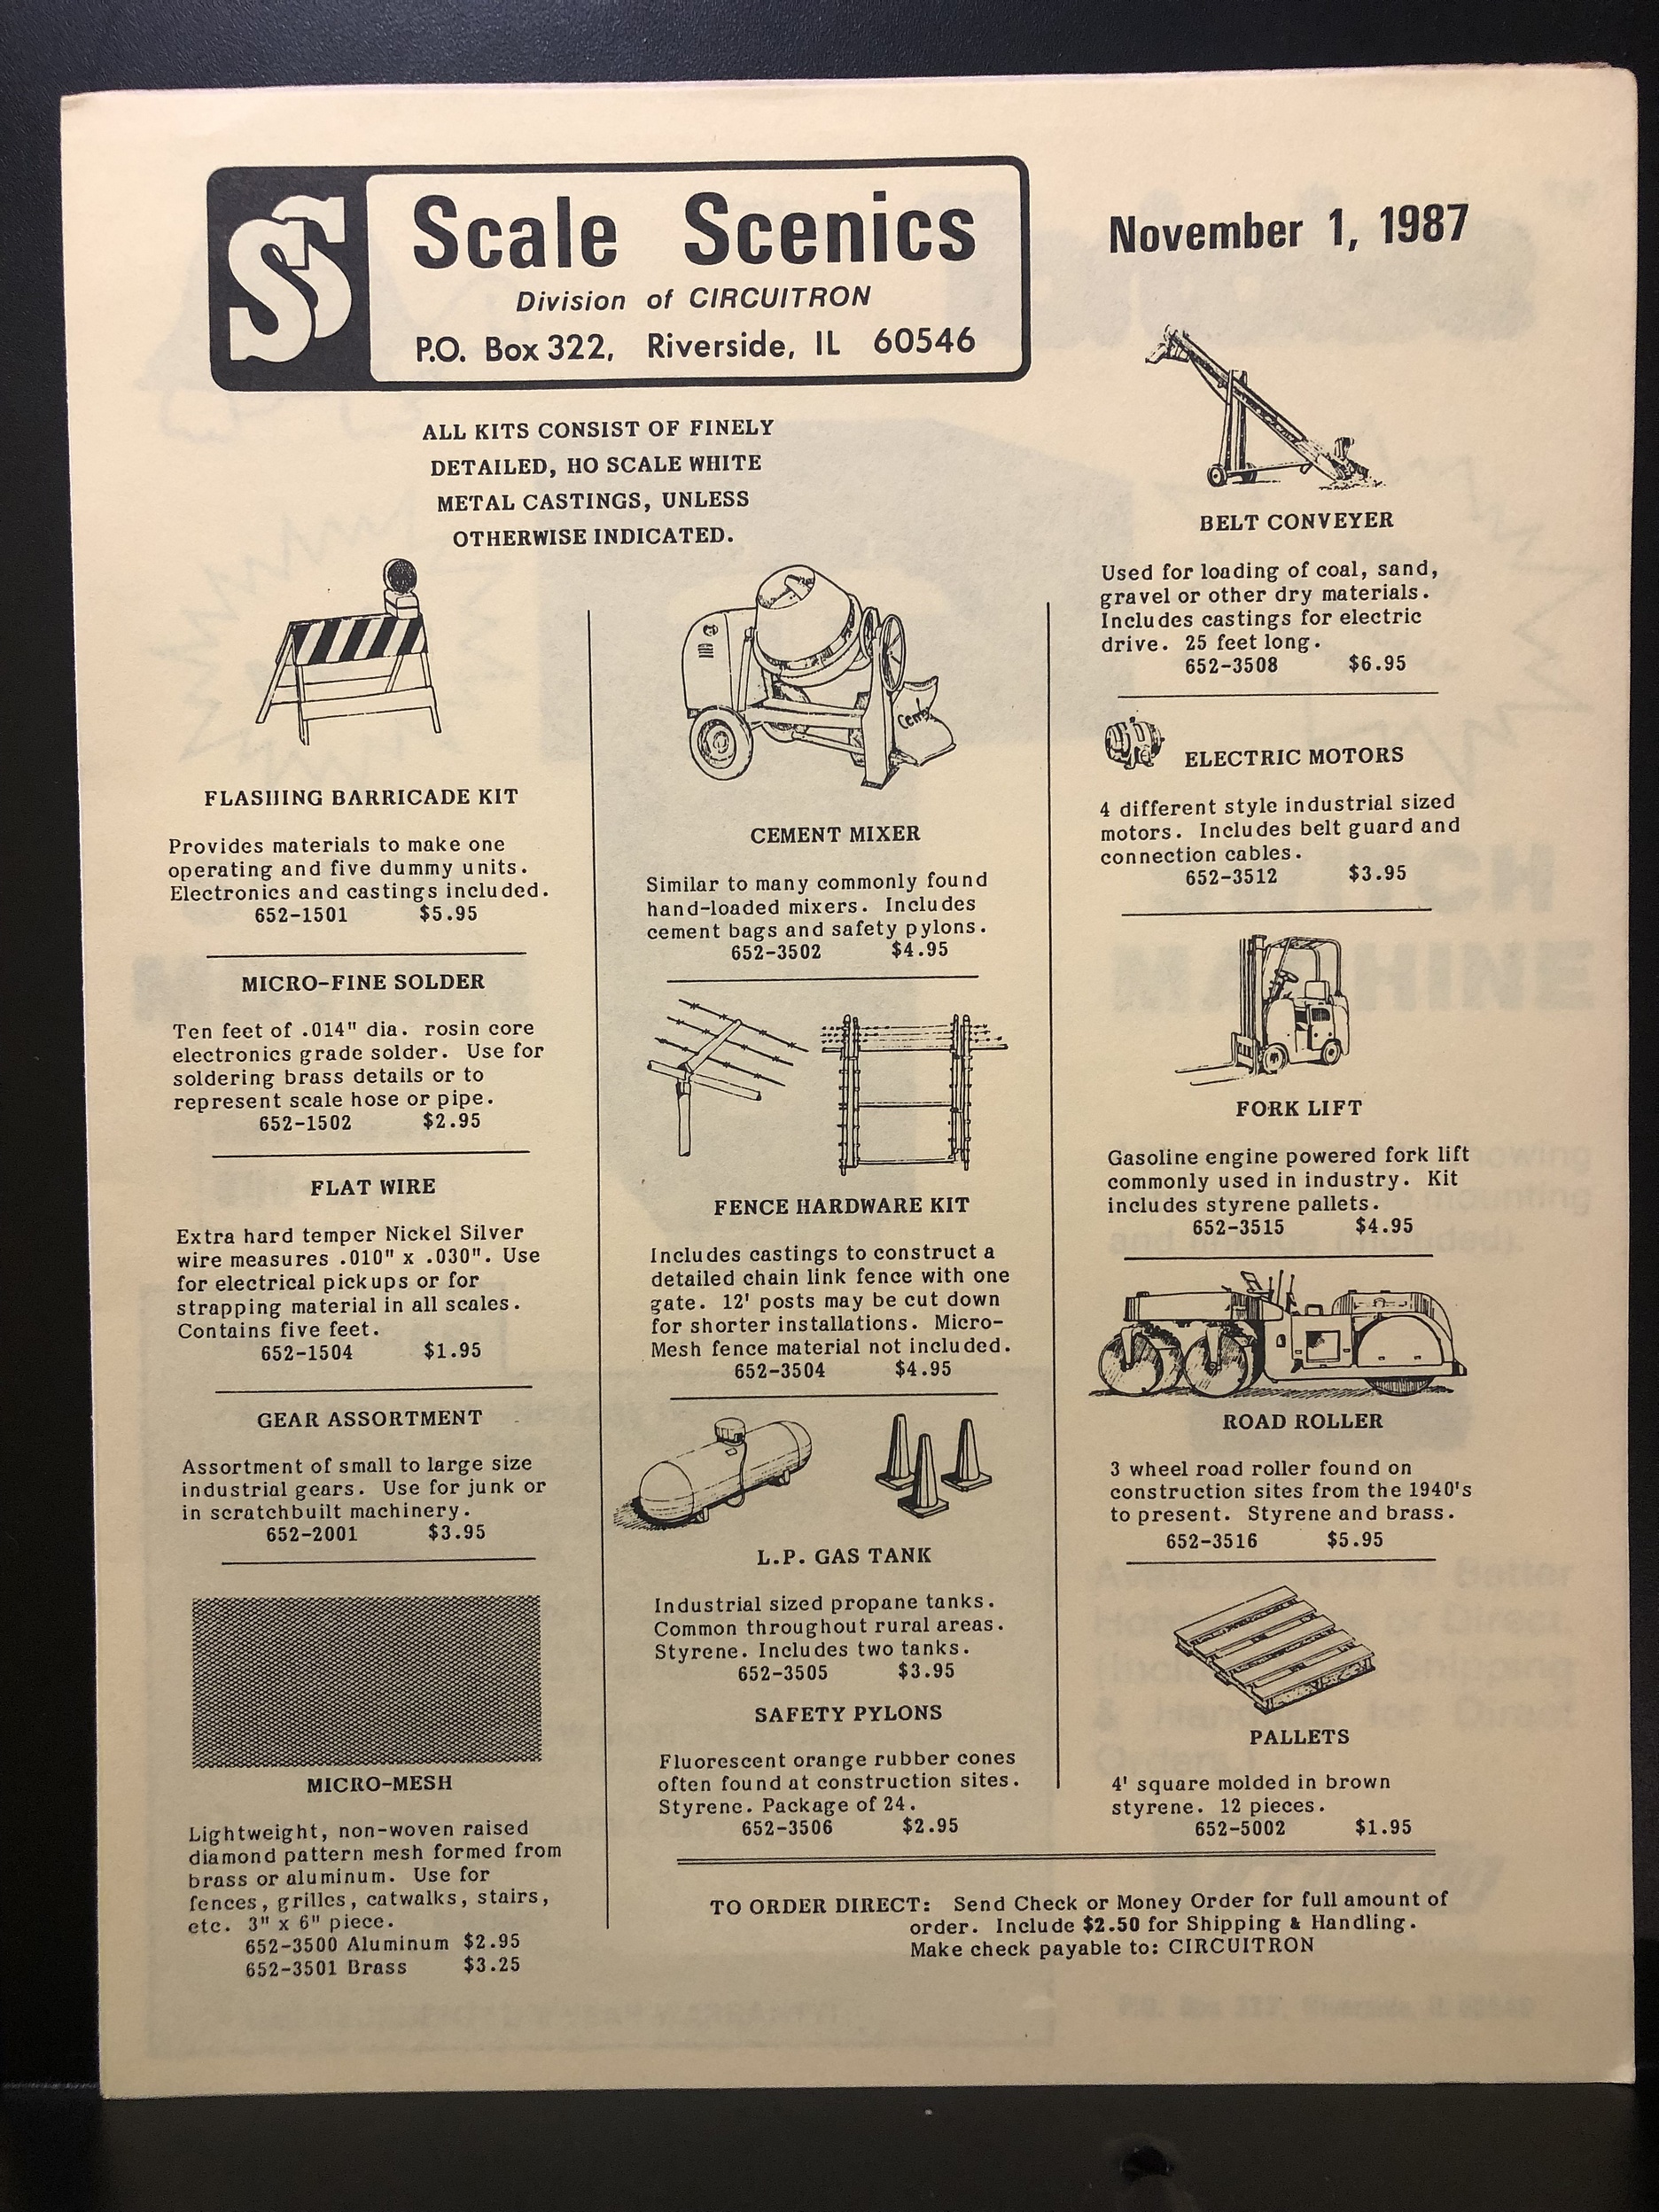 SS
Scale Scenics
Division of CIRCUITRON
P.O. Box 322, Riverside, IL 60546
November 1, 1987
ALL KITS CONSIST OF FINELY
DETAILED, HO SCALE WHITE
METAL CASTINGS, UNLESS
OTHERWISE INDICATED.
FLASHING BARRICADE KIT
Provides materials to make one
operating and five dummy units.
Electronics and castings included.
652-1501 $5.95
MICRO-FINE SOLDER
Ten feet of .014" dia. rosin core
electronics grade solder. Use for
soldering brass details or to
represent scale hose or pipe.
652-1502 $2.95
FLAT WIRE
Extra hard temper Nickel Silver
wire measures .010" x .030". Use
for electrical pickups or for
strapping material in all scales.
Contains five feet.
652-1504 $1.95
GEAR ASSORTMENT
Assortment of small to large size
industrial gears. Use for junk or
in scratchbuilt machinery.
652-2001 $3.95
MICRO-MESH
Lightweight, non-woven raised
diamond pattern mesh formed from
brass or aluminum. Use for
fences, grilles, catwalks, stairs,
etc. 3" x 6" piece.
652-3500 Aluminum $2.95
652-3501 Brass $3.25
CEMENT MIXER
Similar to many commonly found
hand-loaded mixers. Includes
cement bags and safety pylons.
652-3502 $4.95
FENCE HARDWARE KIT
Includes castings to construct a
detailed chain link fence with one
gate. 12' posts may be cut down
for shorter installations. Micro-
Mesh fence material not included.
652-3504 $4.95
L.P. GAS TANK
Industrial sized propane tanks.
Common throughout rural areas.
Styrene. Includes two tanks.
652-3505 $3.95
SAFETY PYLONS
Fluorescent orange rubber cones
often found at construction sites.
Styrene. Package of 24.
652-3506 $2.95
BELT CONVEYER
Used for loading of coal, sand,
gravel or other dry materials.
Includes castings for electric
drive. 25 feet long.
652-3508 $6.95
ELECTRIC MOTORS
4 different style industrial sized
motors. Includes belt guard and
connection cables.
652-3512 $3.95
FORK LIFT
Gasoline engine powered fork lift
commonly used in industry. Kit
includes styrene pallets.
652-3515 $4.95
ROAD ROLLER
3 wheel road roller found on
construction sites from the 1940's
to present. Styrene and brass.
652-3516 $5.95
PALLETS
4' square molded in brown
styrene. 12 pieces.
652-5002 $1.95
TO ORDER DIRECT: Send Check or Money Order for full amount of
order. Include $2.50 for Shipping & Handling.
Make check payable to: CIRCUITRON